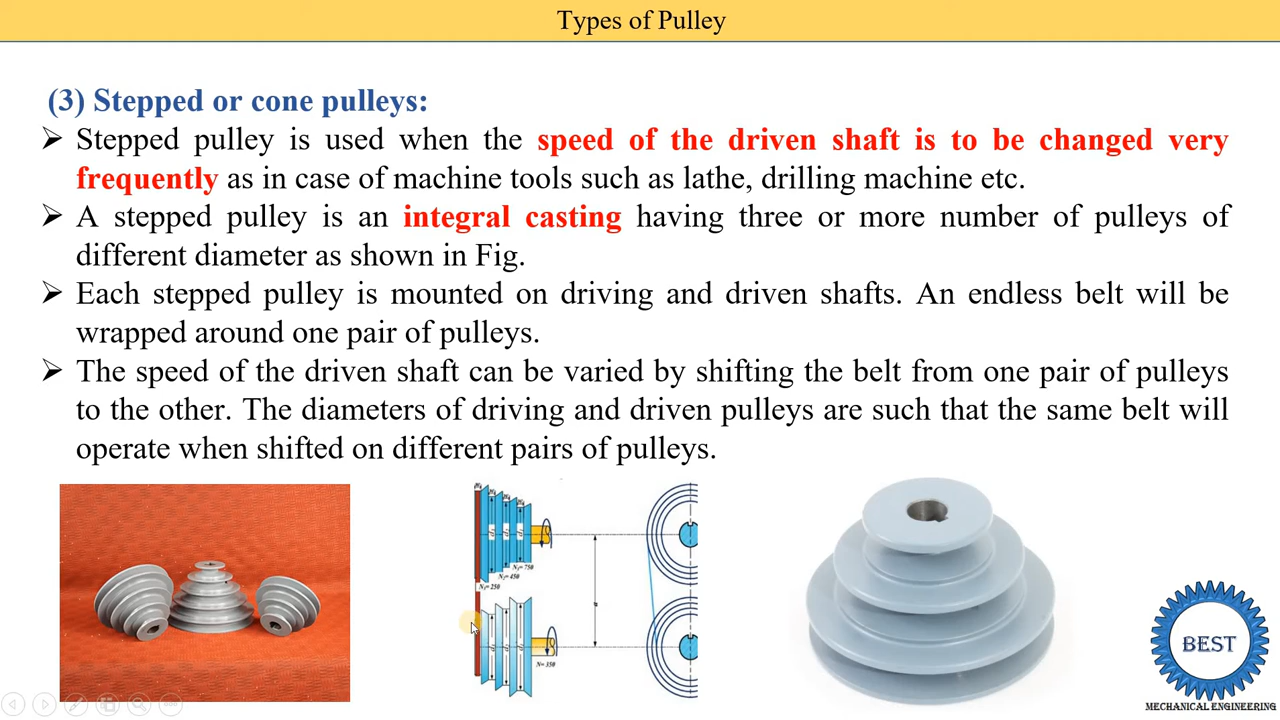 Types of Pulley
(3) Stepped or cone pulleys:
➢ Stepped pulley is used when the speed of the driven shaft is to be changed very
frequently as in case of machine tools such as lathe, drilling machine etc.
➢ A stepped pulley is an integral casting having three or more number of pulleys of
different diameter as shown in Fig.
➢ Each stepped pulley is mounted on driving and driven shafts. An endless belt will be
wrapped around one pair of pulleys.
➢ The speed of the driven shaft can be varied by shifting the belt from one pair of pulleys
to the other. The diameters of driving and driven pulleys are such that the same belt will
operate when shifted on different pairs of pulleys.
= 750
= 450
= 250
N= 350
BEST
MECHANICAL ENGINEERING